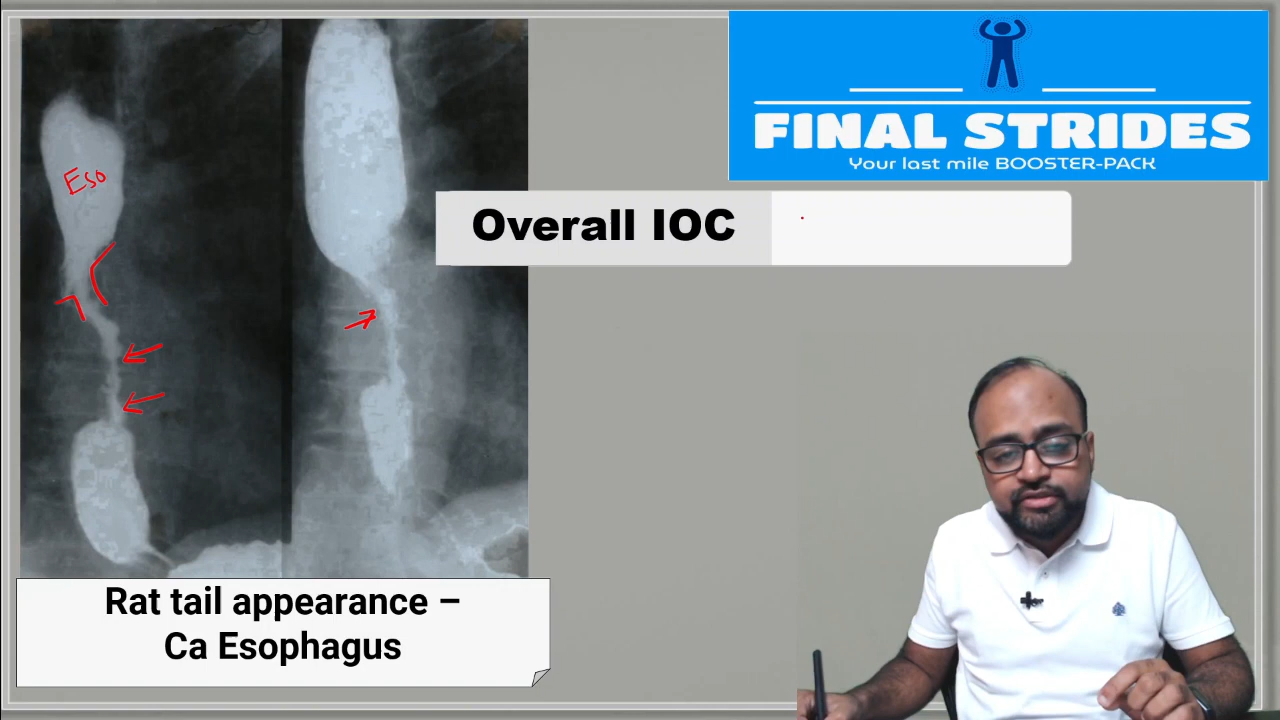 FINAL STRIDES
Your last mile BOOSTER-PACK
Eso
Overall IOC
Rat tail appearance –
Ca Esophagus